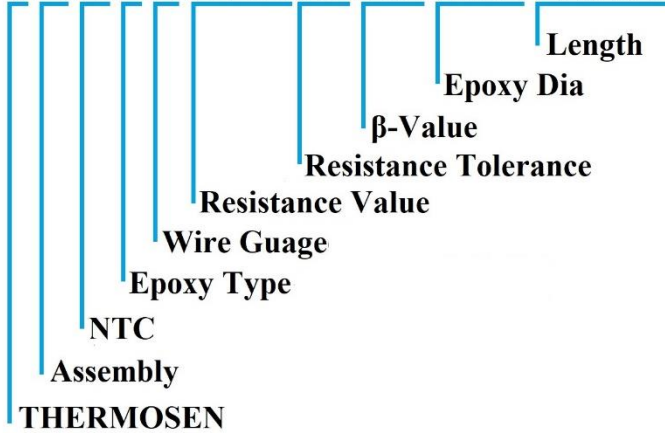 Length
Epoxy Dia
β-Value
Resistance Tolerance
Resistance Value
Wire Guage
Epoxy Type
NTC
Assembly
THERMOSEN